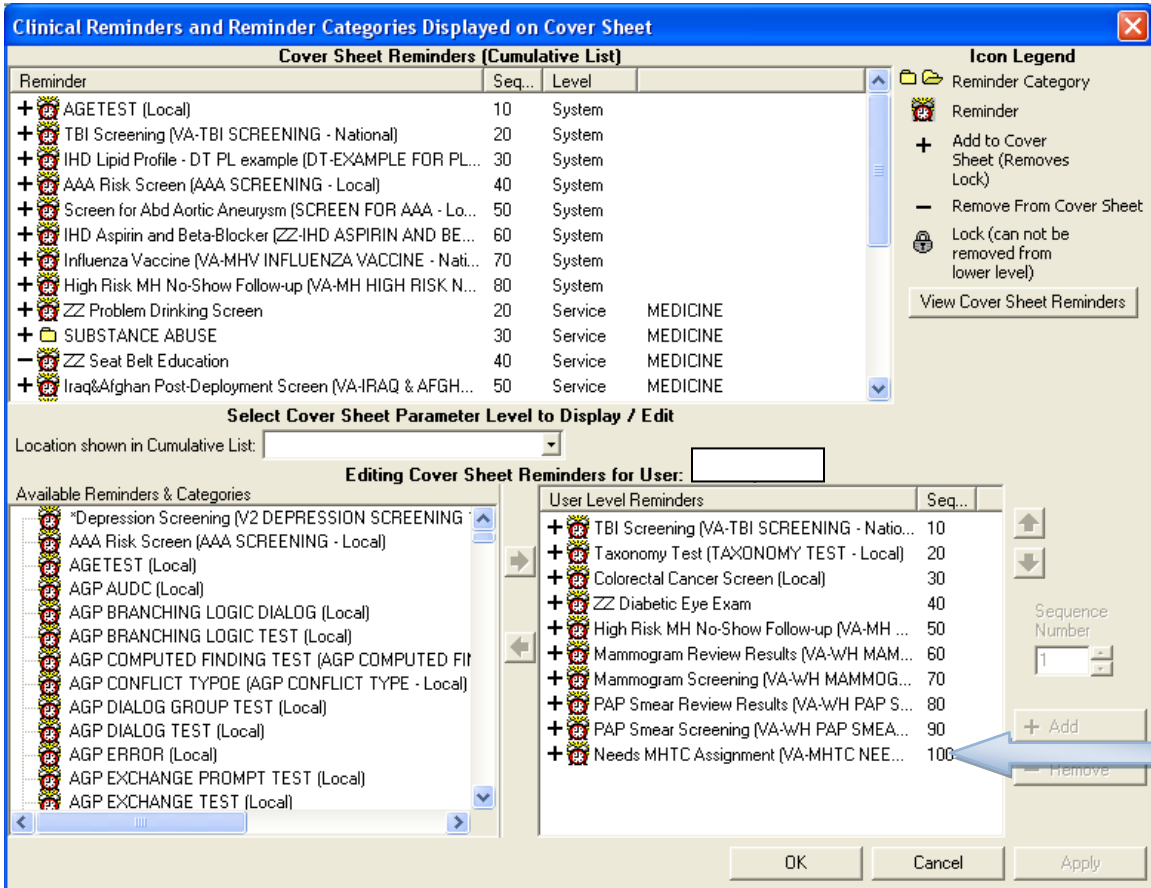 Clinical Reminders and Reminder Categories Displayed on Cover Sheet
Cover Sheet Reminders (Cumulative List)
Reminder Seq... Level
AGETEST (Local) 10 System
TBI Screening (VA-TBI SCREENING - National) 20 System
IHD Lipid Profile - DT PL example (DT-EXAMPLE FOR PL... 30 System
AAA Risk Screen (AAA SCREENING - Local) 40 System
Screen for Abd Aortic Aneurysm (SCREEN FOR AAA - Lo... 50 System
IHD Aspirin and Beta-Blocker (ZZ-IHD ASPIRIN AND BE... 60 System
Influenza Vaccine (VA-MHV INFLUENZA VACCINE - Nati... 70 System
High Risk MH No-Show Follow-up (VA-MH HIGH RISK N... 80 System
ZZ Problem Drinking Screen 20 Service MEDICINE
SUBSTANCE ABUSE 30 Service MEDICINE
ZZ Seat Belt Education 40 Service MEDICINE
Iraq&Afghan Post-Deployment Screen (VA-IRAQ & AFGH... 50 Service MEDICINE
Icon Legend
Reminder Category
Reminder
Add to Cover
Sheet (Removes
Lock)
Remove From Cover Sheet
Lock (can not be
removed from
lower level)
View Cover Sheet Reminders
Select Cover Sheet Parameter Level to Display / Edit
Location shown in Cumulative List:
Editing Cover Sheet Reminders for User:
Available Reminders & Categories
*Depression Screening (V2 DEPRESSION SCREENING
AAA Risk Screen (AAA SCREENING - Local)
AGETEST (Local)
AGP AUDC (Local)
AGP BRANCHING LOGIC DIALOG (Local)
AGP BRANCHING LOGIC TEST (Local)
AGP COMPUTED FINDING TEST (AGP COMPUTED FI
AGP CONFLICT TYPOE (AGP CONFLICT TYPE - Local)
AGP DIALOG GROUP TEST (Local)
AGP DIALOG TEST (Local)
AGP ERROR (Local)
AGP EXCHANGE PROMPT TEST (Local)
AGP EXCHANGE TEST (Local)
User Level Reminders Seq...
TBI Screening (VA-TBI SCREENING - Natio... 10
Taxonomy Test (TAXONOMY TEST - Local) 20
Colorectal Cancer Screen (Local) 30
ZZ Diabetic Eye Exam 40
High Risk MH No-Show Follow-up (VA-MH ... 50
Mammogram Review Results (VA-WH MAM... 60
Mammogram Screening (VA-WH MAMMOG... 70
PAP Smear Review Results (VA-WH PAP S... 80
PAP Smear Screening (VA-WH PAP SMEA... 90
Needs MHTC Assignment (VA-MHTC NEE... 100
Sequence
Number
1
+ Add
— Remove
OK Cancel Apply